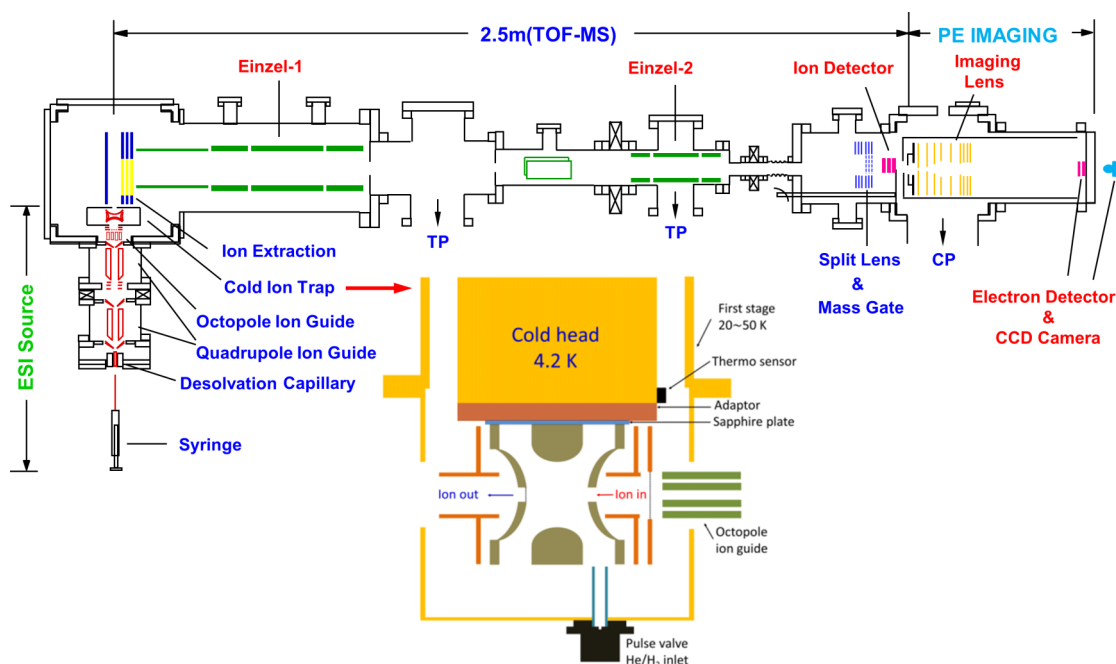 2.5m(TOF-MS)
PE IMAGING
Einzel-1
Einzel-2
Ion Detector
Imaging
Lens
TP
TP
CP
Ion Extraction
Cold Ion Trap
Octopole Ion Guide
Quadrupole Ion Guide
Desolvation Capillary
Syringe
ESI Source
Split Lens
&
Mass Gate
Electron Detector
&
CCD Camera
Cold head
4.2 K
First stage
20~50 K
Thermo sensor
Adaptor
Sapphire plate
Ion out
Ion in
Octopole
ion guide
Pulse valve
He/H₂ inlet